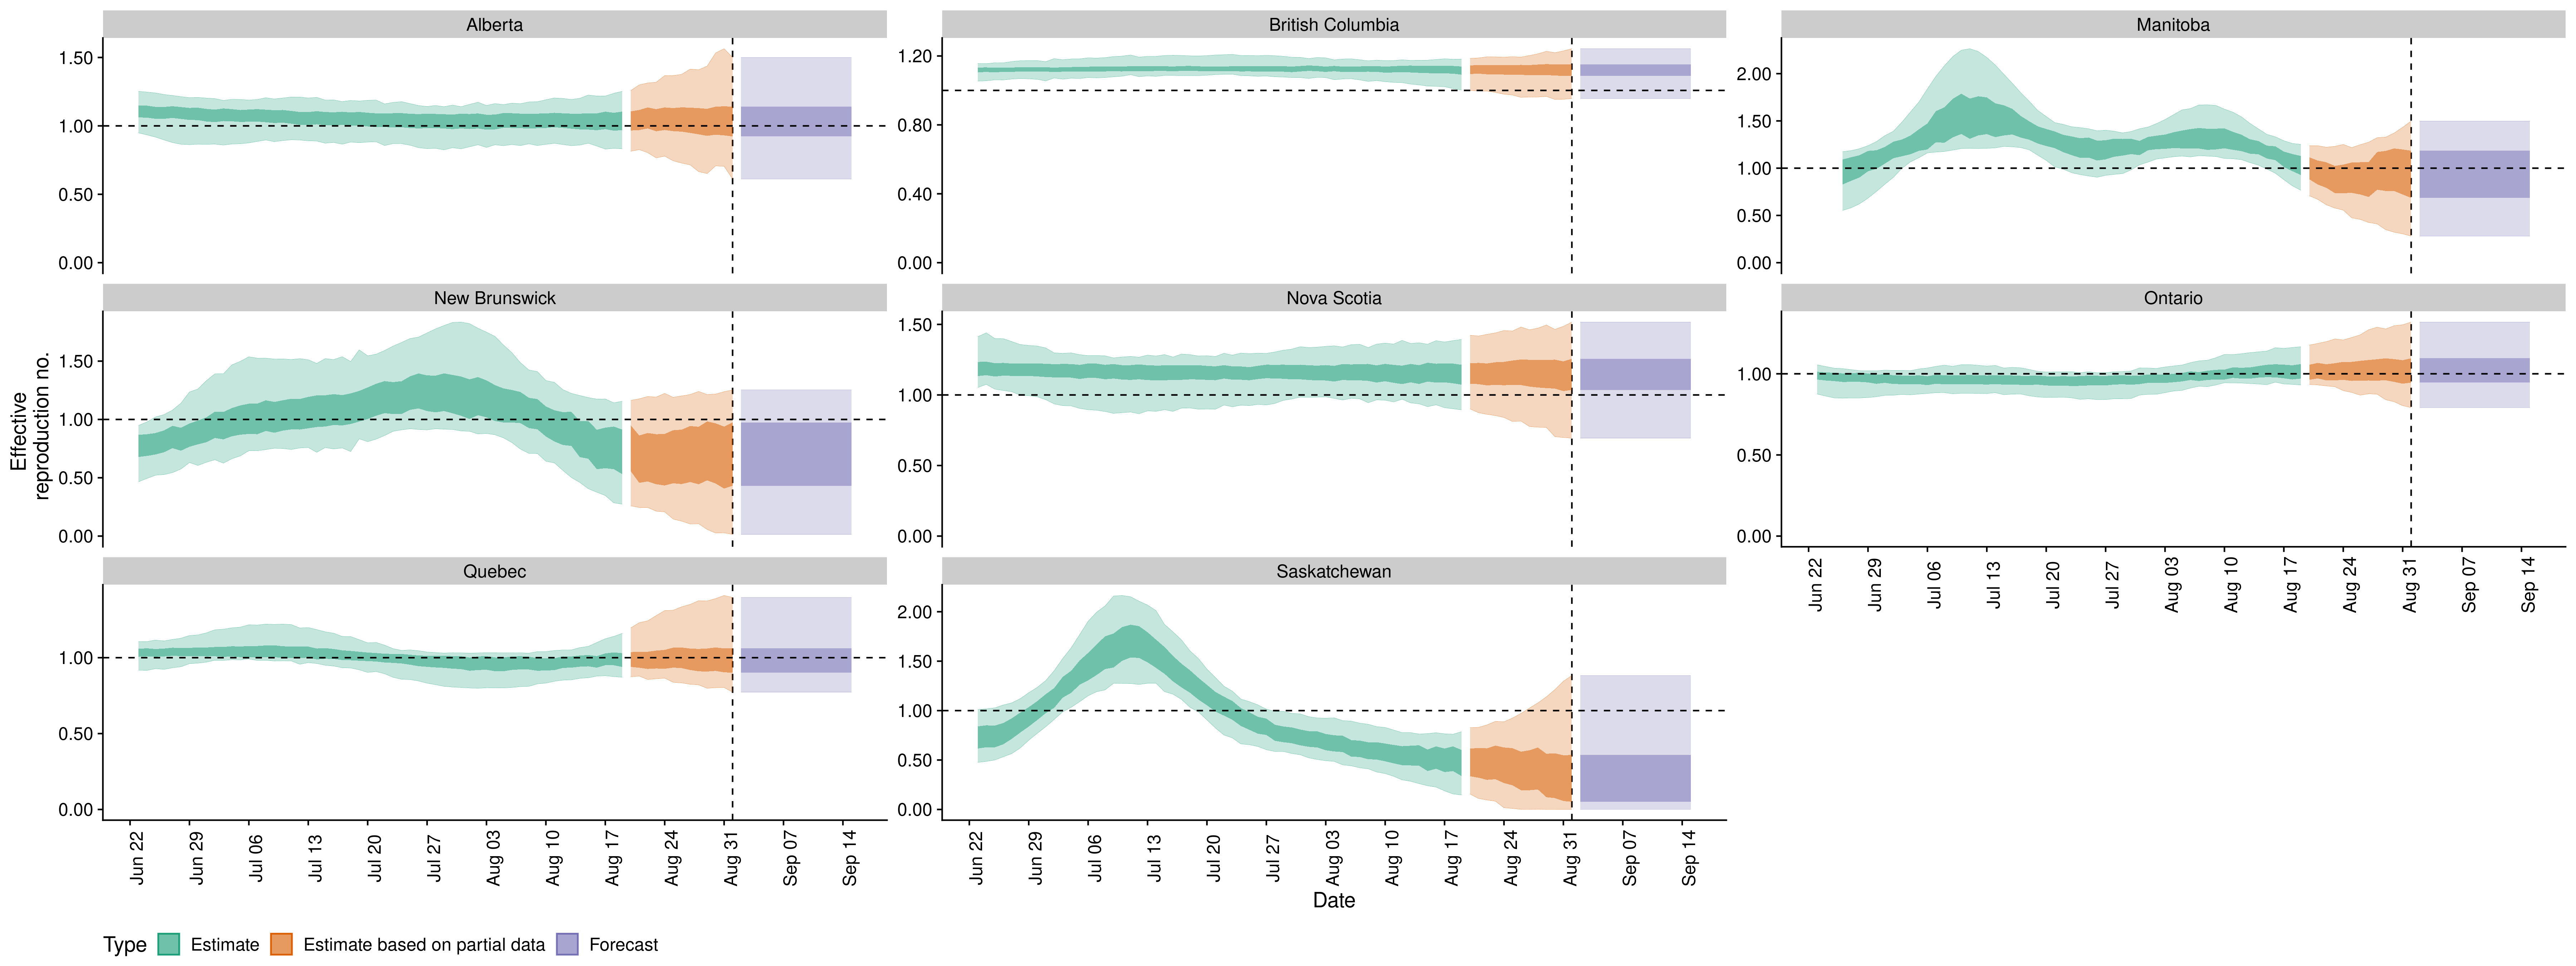 Alberta
British Columbia
Manitoba
1.50
1.00
0.50
0.00
1.20
0.80
0.40
0.00
2.00
1.50
1.00
0.50
0.00
New Brunswick
Nova Scotia
Ontario
Effective
reproduction no.
1.50
1.00
0.50
0.00
1.50
1.00
0.50
0.00
1.00
0.50
0.00
Jun 22
Jun 29
Jul 06
Jul 13
Jul 20
Jul 27
Aug 03
Aug 10
Aug 17
Aug 24
Aug 31
Sep 07
Sep 14
Quebec
Saskatchewan
1.00
0.50
0.00
2.00
1.50
1.00
0.50
0.00
Jun 22
Jun 29
Jul 06
Jul 13
Jul 20
Jul 27
Aug 03
Aug 10
Aug 17
Aug 24
Aug 31
Sep 07
Sep 14
Jun 22
Jun 29
Jul 06
Jul 13
Jul 20
Jul 27
Aug 03
Aug 10
Aug 17
Aug 24
Aug 31
Sep 07
Sep 14
Date
Type Estimate Estimate based on partial data Forecast